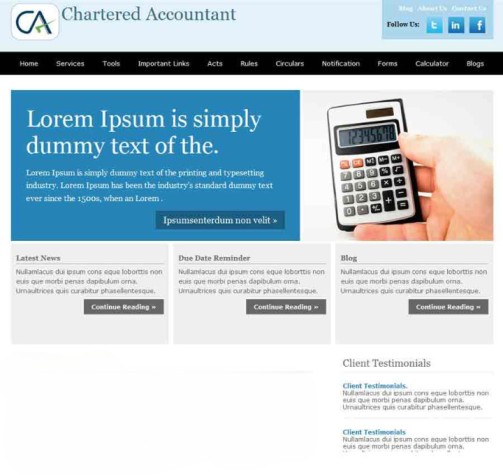 CA
Chartered Accountant
Blog About Us Contact Us
Follow Us:
Home Services Tools Important Links Acts Rules Circulars Notification Forms Calculator Blogs
Lorem Ipsum is simply
dummy text of the.
Lorem Ipsum is simply dummy text of the printing and typesetting
industry. Lorem Ipsum has been the industry's standard dummy text
ever since the 1500s, when an Lorem .
Ipsumsenterdum non velit »
Latest News
Nullamlacus dui ipsum cons eque loborttis non
euis que morbi penas dapibulum orna.
Urnaultrices quis curabitur phasellentesque.
Continue Reading »
Due Date Reminder
Nullamlacus dui ipsum cons eque loborttis non
euis que morbi penas dapibulum orna.
Urnaultrices quis curabitur phasellentesque.
Continue Reading »
Blog
Nullamlacus dui ipsum cons eque loborttis non
euis que morbi penas dapibulum orna.
Urnaultrices quis curabitur phasellentesque.
Continue Reading »
Client Testimonials
Client Testimonials.
Nullamlacus dui ipsum cons eque loborttis non
euis que morbi penas dapibulum orna.
Urnaultrices quis curabitur phasellentesque.
Client Testimonials
Nullamlacus dui ipsum cons eque loborttis non
euis que morbi penas dapibulum orna.